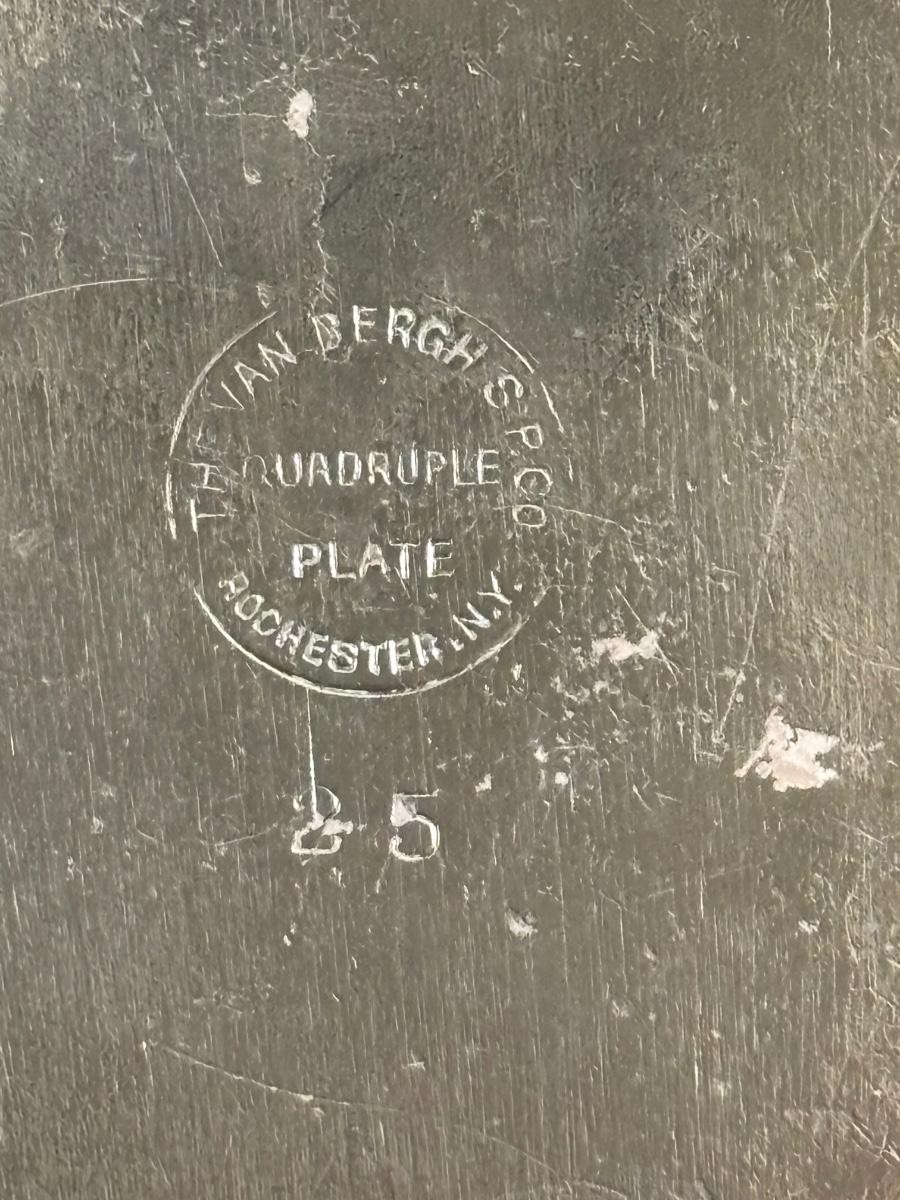 THE VAN BERGH S.P.CO.
QUADRUPLE
PLATE
ROCHESTER. N.Y.
25